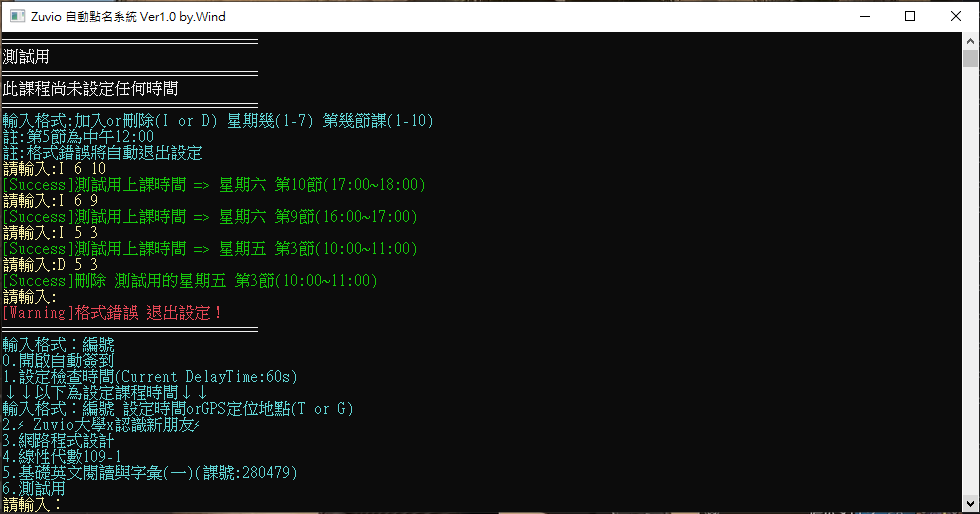 Zuvio 自動點名系統 Ver1.0 by.Wind
測試用
此課程尚未設定任何時間
輸入格式:加入or刪除(I or D) 星期幾(1-7) 第幾節課(1-10)
註:第5節為中午12:00
註:格式錯誤將自動退出設定
請輸入:I 6 10
[Success]測試用上課時間 => 星期六 第10節(17:00~18:00)
請輸入:I 6 9
[Success]測試用上課時間 => 星期六 第9節(16:00~17:00)
請輸入:I 5 3
[Success]測試用上課時間 => 星期五 第3節(10:00~11:00)
請輸入:D 5 3
[Success]刪除 測試用的星期五 第3節(10:00~11:00)
請輸入:
[Warning]格式錯誤 退出設定!
輸入格式：編號
0.開啟自動簽到
1.設定檢查時間(Current DelayTime:60s)
↓↓以下為設定課程時間↓↓
輸入格式：編號 設定時間orGPS定位地點(T or G)
2.⚡ Zuvio大學x認識新朋友⚡
3.網路程式設計
4.線性代數109-1
5.基礎英文閱讀與字彙(一)(課號:280479)
6.測試用
請輸入：